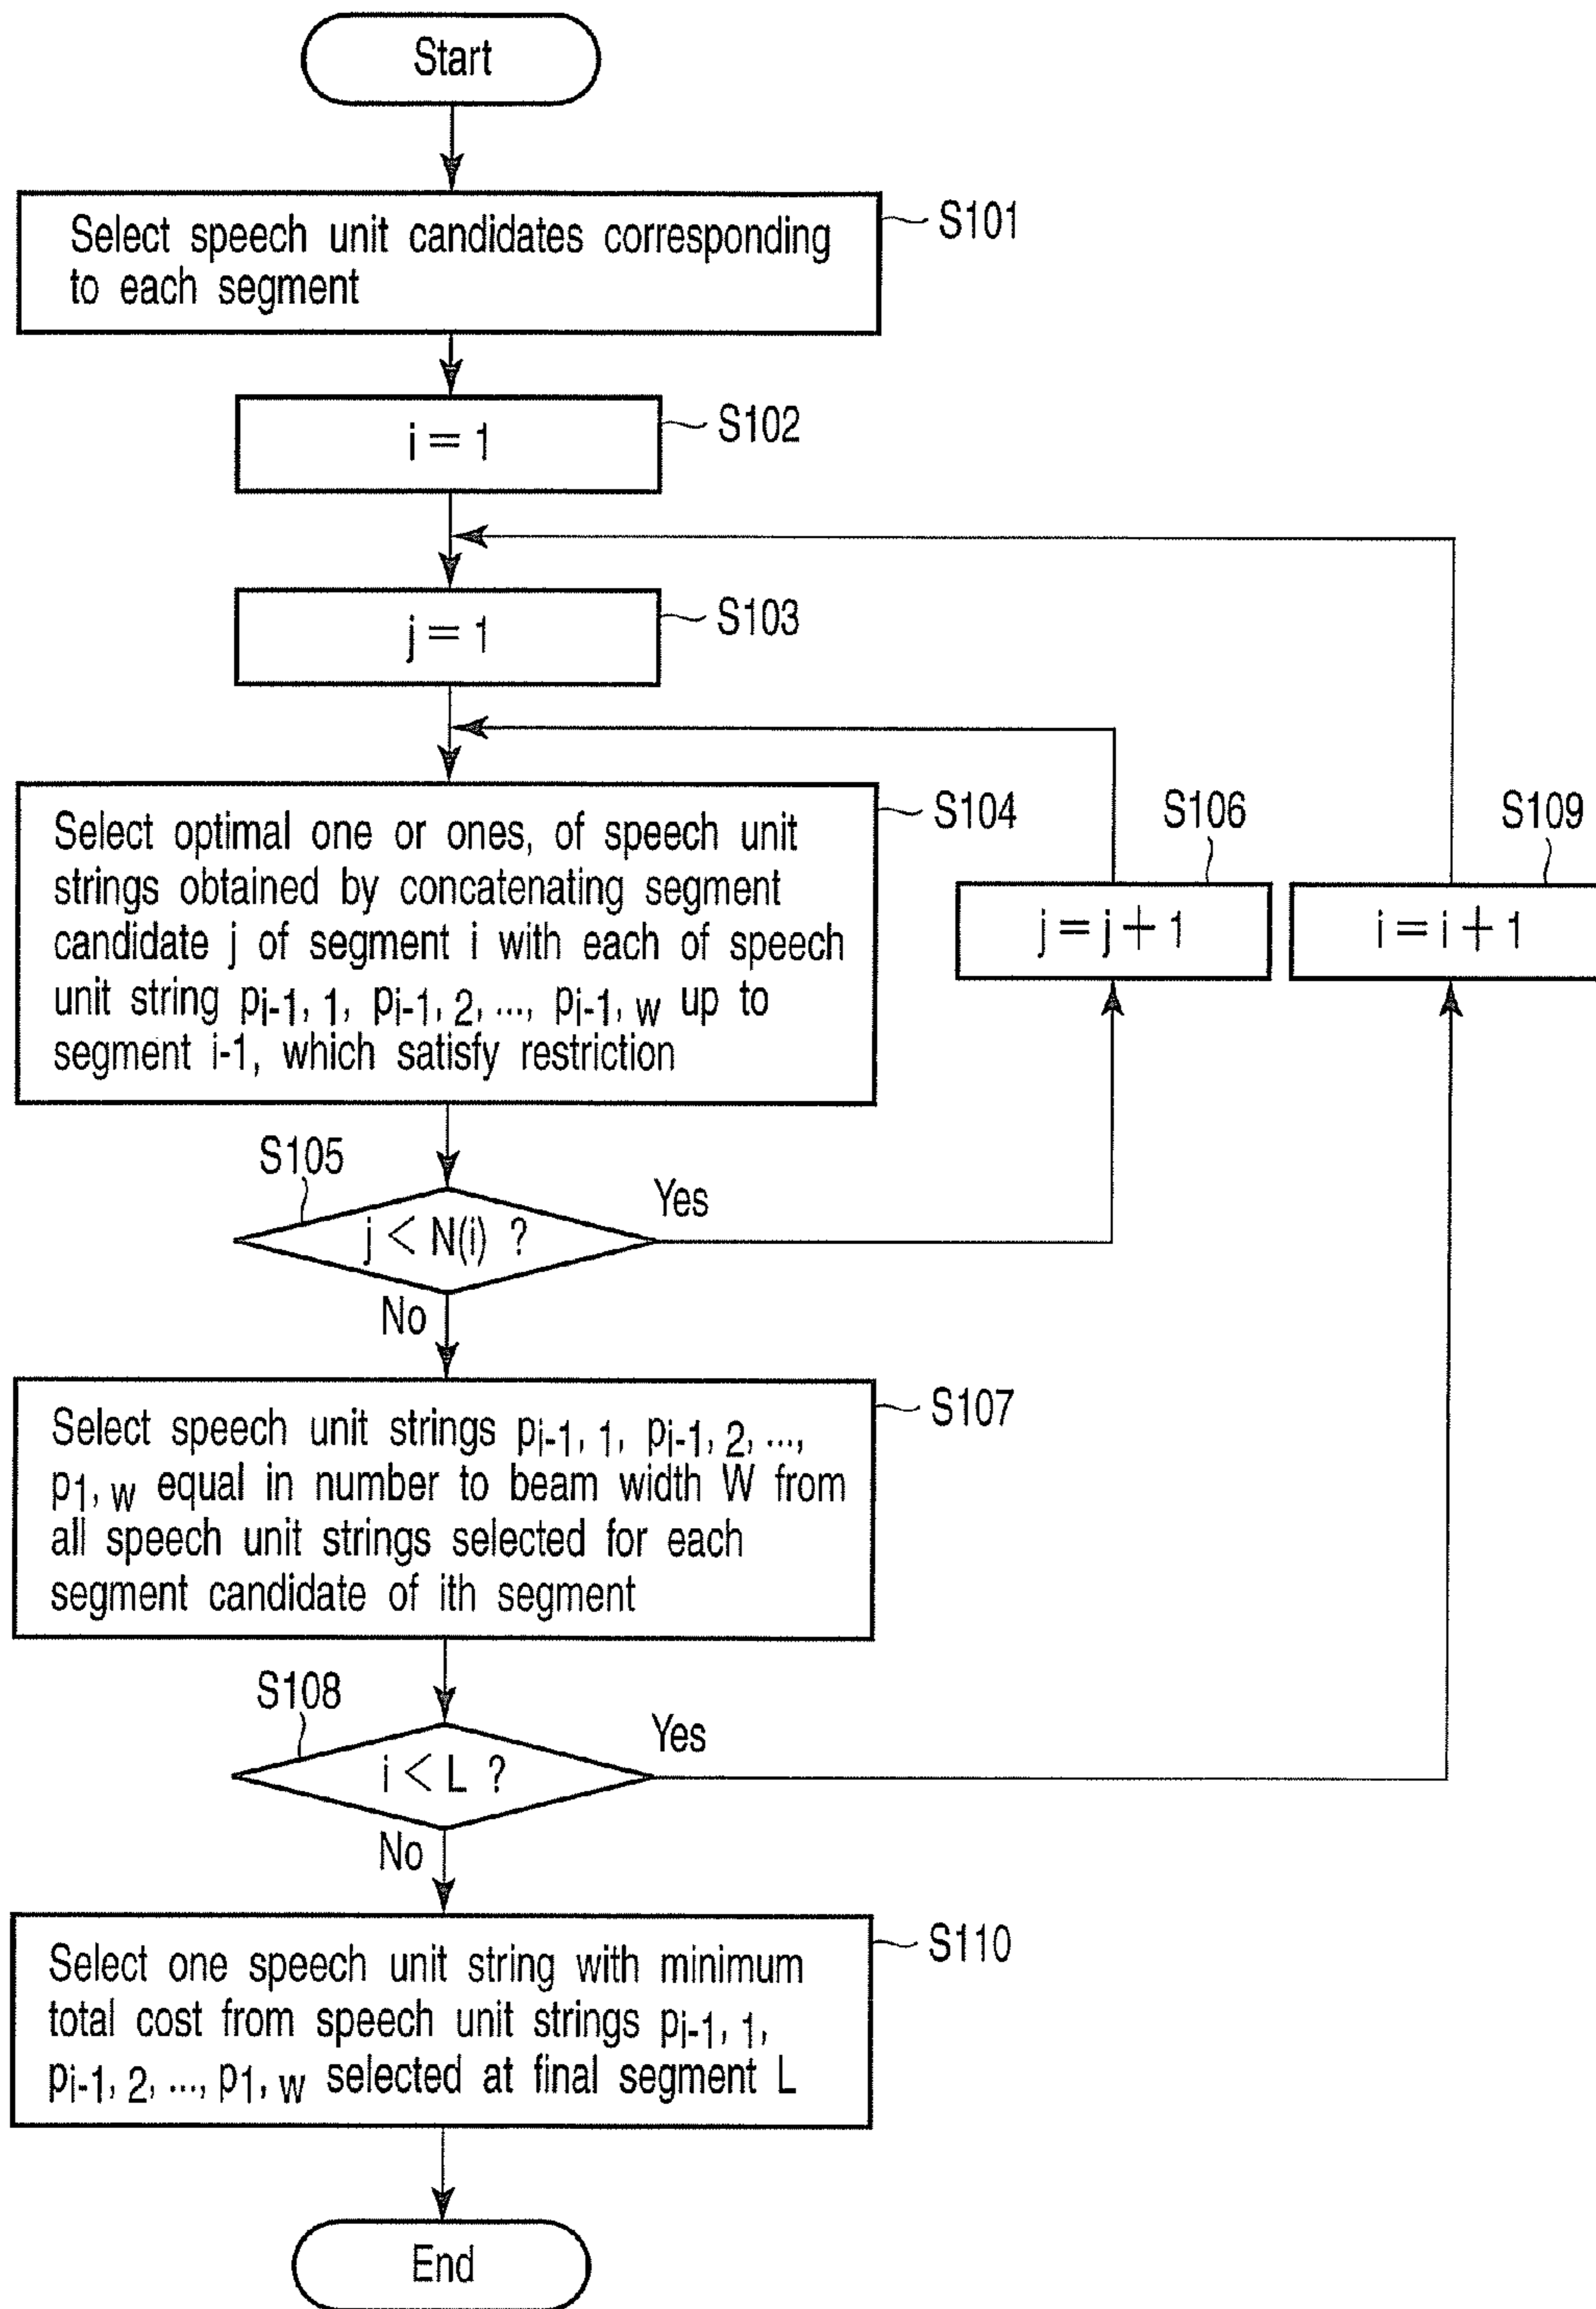 Start
Select speech unit candidates corresponding
to each segment
S101
i = 1
S102
j = 1
S103
Select optimal one or ones, of speech unit
strings obtained by concatenating segment
candidate j of segment i with each of speech
unit string pi-1, 1, pi-1, 2, ..., pi-1, w up to
segment i-1, which satisfy restriction
S104
S106
j = j + 1
S109
i = i + 1
S105
j < N(i) ?
Yes
No
Select speech unit strings pi-1, 1, pi-1, 2, ...,
p1, w equal in number to beam width W from
all speech unit strings selected for each
segment candidate of ith segment
S107
S108
i < L ?
Yes
No
Select one speech unit string with minimum
total cost from speech unit strings pi-1, 1,
pi-1, 2, ..., p1, w selected at final segment L
S110
End